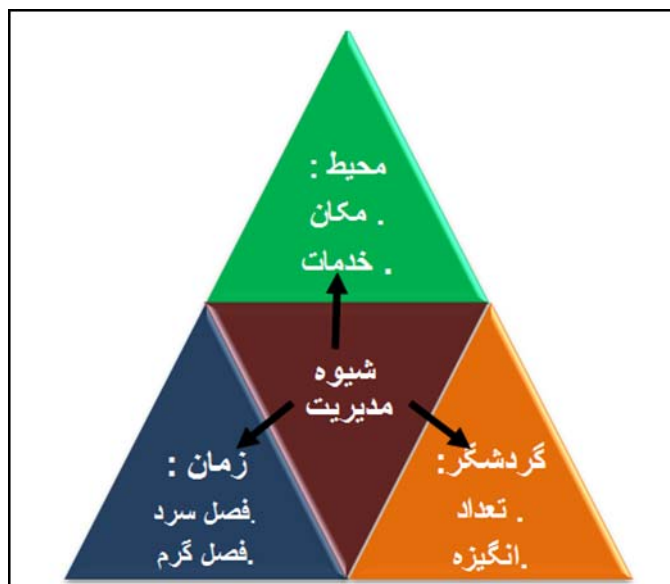 محیط :
. مکان
. خدمات
شیوه
مدیریت
زمان :
.فصل سرد
.فصل گرم
گردشگر:
. تعداد
.انگیزه